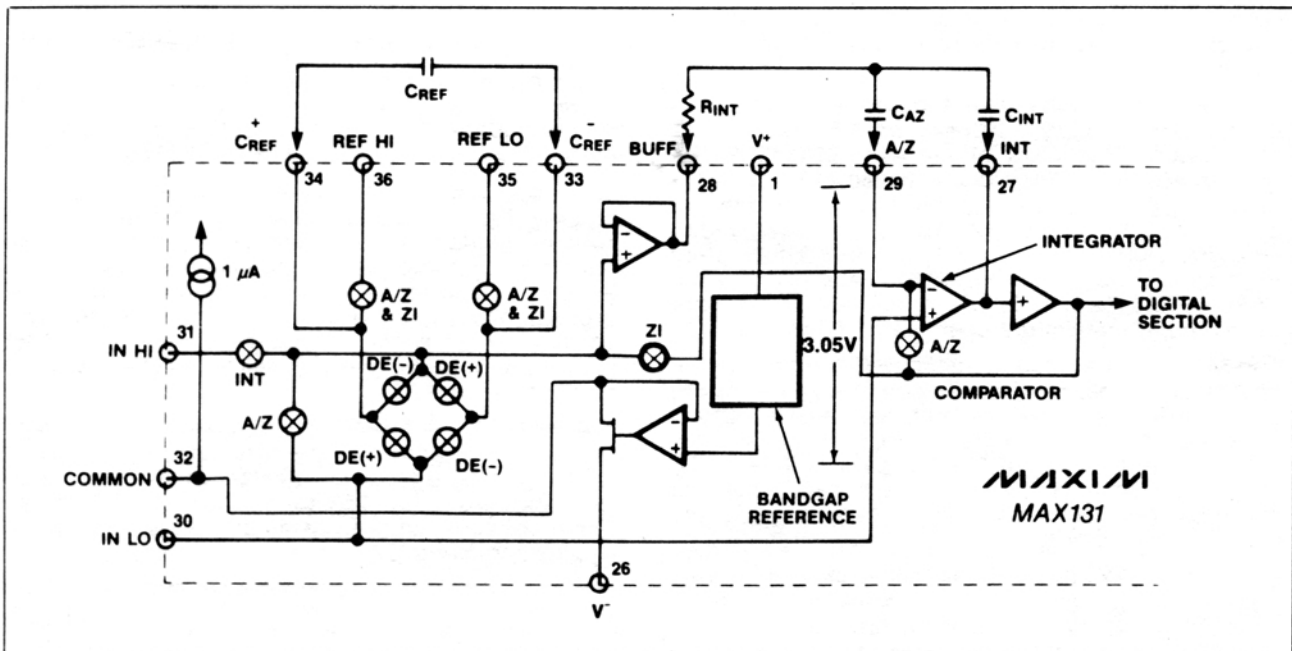 CREF
RINT
CAZ
CINT
+
CREF
REF HI
REF LO
-
CREF
BUFF
V+
A/Z
INT
34
36
35
33
28
1
29
27
1 µA
A/Z
& ZI
A/Z
& ZI
INTEGRATOR
TO
DIGITAL
SECTION
31
IN HI
INT
ZI
3.05V
A/Z
DE(-)
DE(+)
A/Z
DE(+)
DE(-)
COMPARATOR
32
COMMON
30
IN LO
BANDGAP
REFERENCE
MAXIM
MAX131
26
V-
- + - + - + +